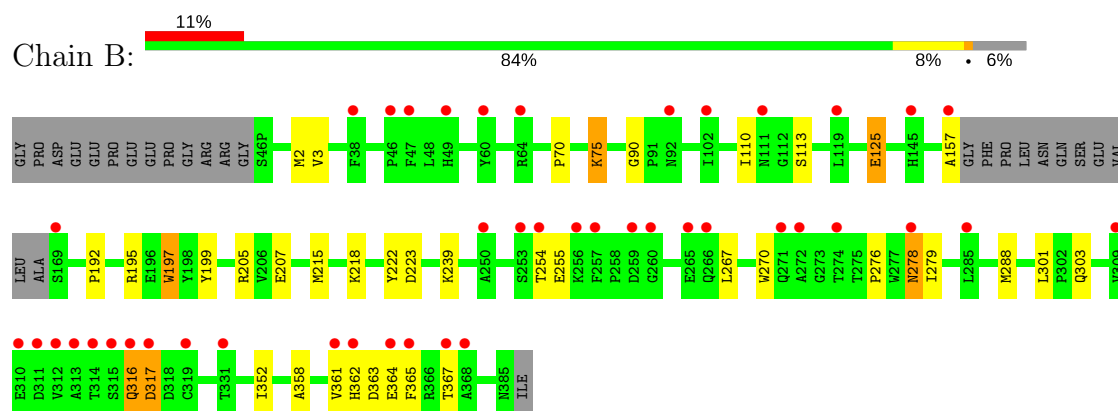 11%
Chain B:
84% 8% • 6%
GLY PRO ASP GLU GLU PRO GLU GLU PRO GLY ARG ARG GLY S46P M2 V3 F38 P46 F47 L48 H49 Y60 R64 P70 K75 G90 P91 N92 I102 I110 N111 G112 S113 L119 E125 H145 A157 GLY PHE PRO LEU ASN GLN SER GLU VAL
LEU ALA S169 P192 R195 E196 W197 Y198 Y199 R205 V206 E207 M215 K218 Y222 D223 K239 A250 S253 T254 E255 K256 F257 P258 D259 G260 E265 Q266 L267 W270 Q271 A272 G273 T274 T275 P276 W277 N278 I279 L285 M288 L301 P302 Q303 V309
E310 D311 V312 A313 T314 S315 Q316 D317 D318 C319 T331 I352 A358 V361 H362 D363 E364 F365 R366 T367 A368 N385 ILE